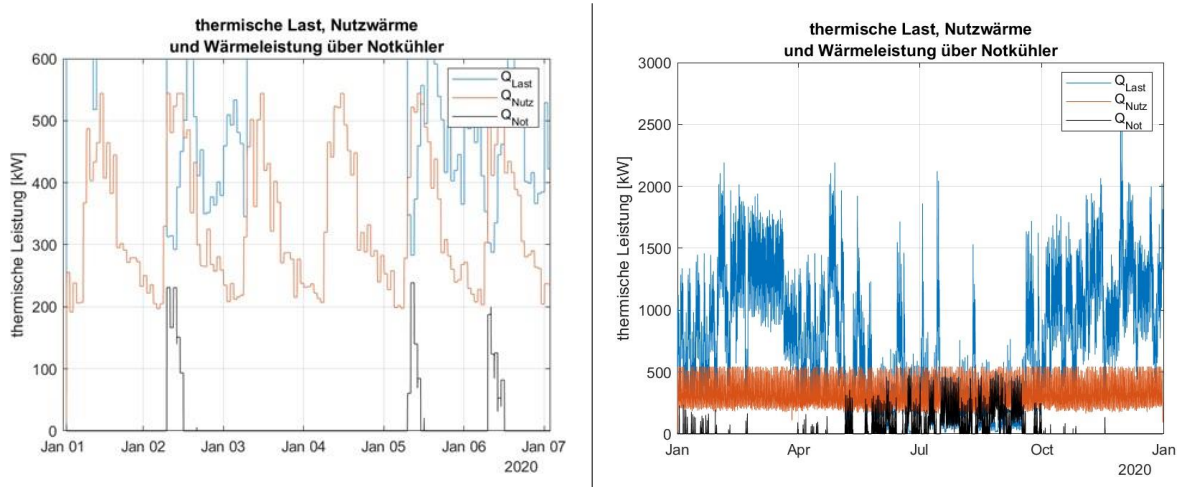 thermische Last, Nutzwärme
und Wärmeleistung über Notkühler
thermische Leistung [kW]
600
500
400
300
200
100
0
Q_Last
Q_Nutz
Q_Not
Jan 01 Jan 02 Jan 03 Jan 04 Jan 05 Jan 06 Jan 07
2020
thermische Last, Nutzwärme
und Wärmeleistung über Notkühler
thermische Leistung [kW]
3000
2500
2000
1500
1000
500
0
Q_Last
Q_Nutz
Q_Not
Jan Apr Jul Oct Jan
2020